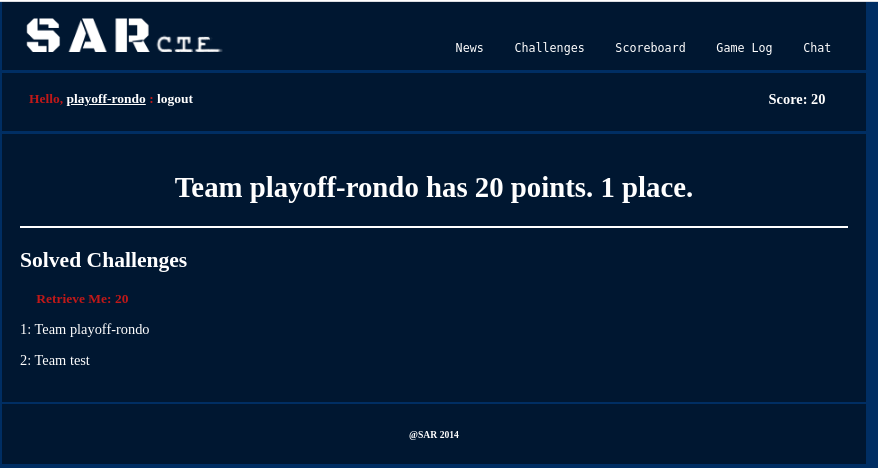 SAR CTF
News Challenges Scoreboard Game Log Chat
Hello, playoff-rondo : logout Score: 20
Team playoff-rondo has 20 points. 1 place.
Solved Challenges
Retrieve Me: 20
1: Team playoff-rondo
2: Team test
@SAR 2014